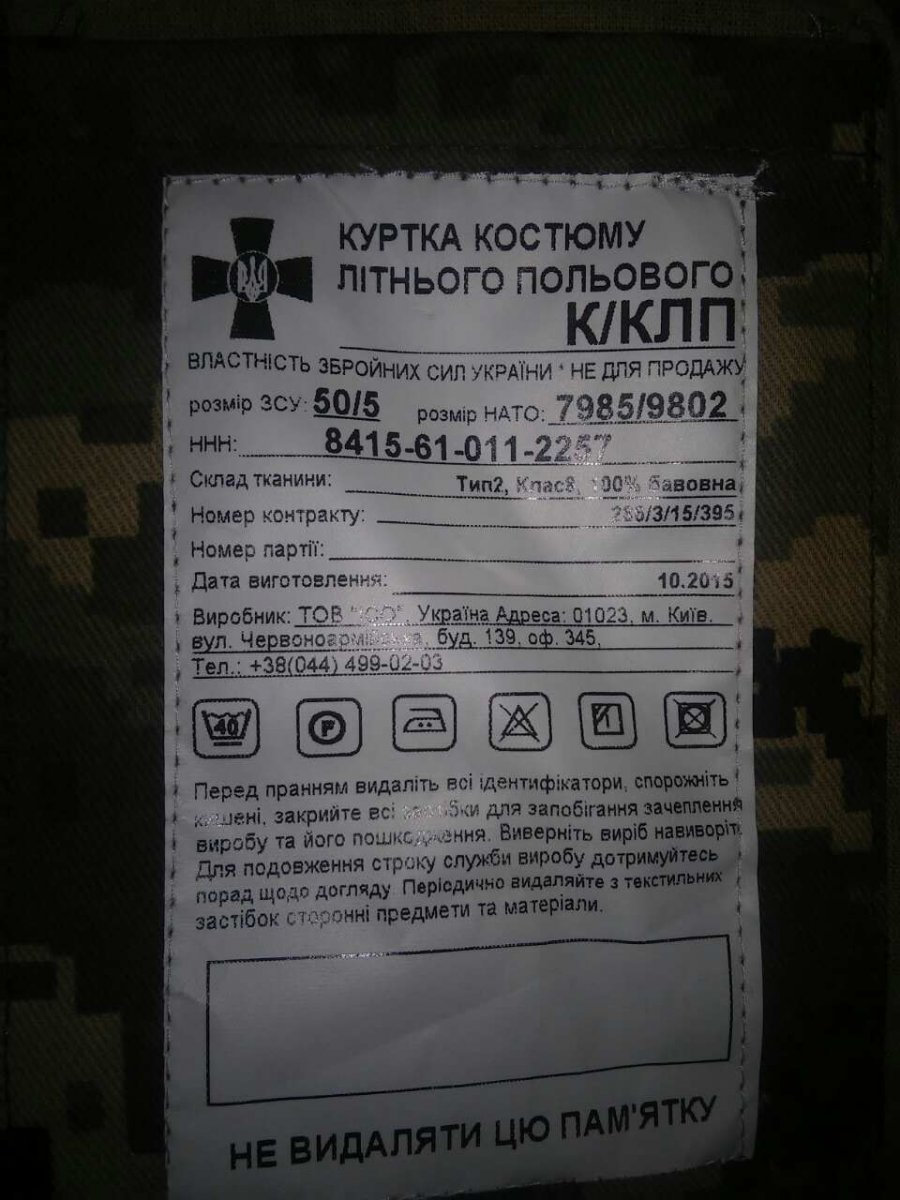 КУРТКА КОСТЮМУ
ЛІТНЬОГО ПОЛЬОВОГО
К/КЛП
ВЛАСТНІСТЬ ЗБРОЙНИХ СИЛ УКРАЇНИ * НЕ ДЛЯ ПРОДАЖУ
розмір ЗСУ: 50/5 розмір НАТО: 7985/9802
ННН: 8415-61-011-2257
Склад тканини: Тип2, Клас8, 100% бавовна
Номер контракту: /3/15/395
Номер партії:
Дата виготовлення: 10.2015
Виробник: ТОВ Україна Адреса: 01023, м. Київ.
вул. Червоноармійська, буд. 139, оф. 345,
Тел.: +38(044) 499-02-03
40
P
Перед пранням видаліть всі ідентифікатори, спорожніть
кишені, закрийте всі застібки для запобігання зачеплення
виробу та його пошкодження. Виверніть виріб навиворіт.
Для подовження строку служби виробу дотримуйтесь
порад щодо догляду. Періодично видаляйте з текстильних
застібок сторонні предмети та матеріали.
НЕ ВИДАЛЯТИ ЦЮ ПАМ'ЯТКУ